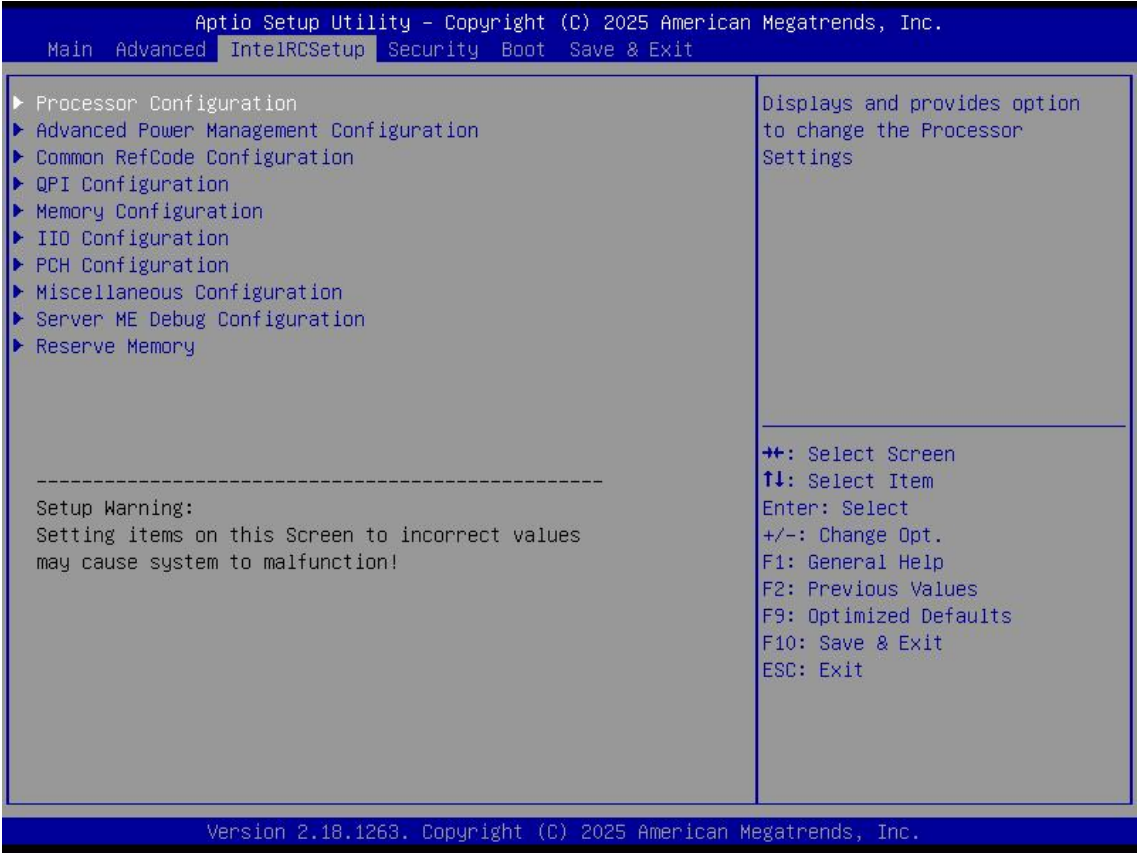 Aptio Setup Utility – Copyright (C) 2025 American Megatrends, Inc.
Main Advanced IntelRCSetup Security Boot Save & Exit
▶ Processor Configuration
▶ Advanced Power Management Configuration
▶ Common RefCode Configuration
▶ QPI Configuration
▶ Memory Configuration
▶ IIO Configuration
▶ PCH Configuration
▶ Miscellaneous Configuration
▶ Server ME Debug Configuration
▶ Reserve Memory
--------------------------------------------------
Setup Warning:
Setting items on this Screen to incorrect values
may cause system to malfunction!
Displays and provides option
to change the Processor
Settings
→←: Select Screen
↑↓: Select Item
Enter: Select
+/-: Change Opt.
F1: General Help
F2: Previous Values
F9: Optimized Defaults
F10: Save & Exit
ESC: Exit
Version 2.18.1263. Copyright (C) 2025 American Megatrends, Inc.